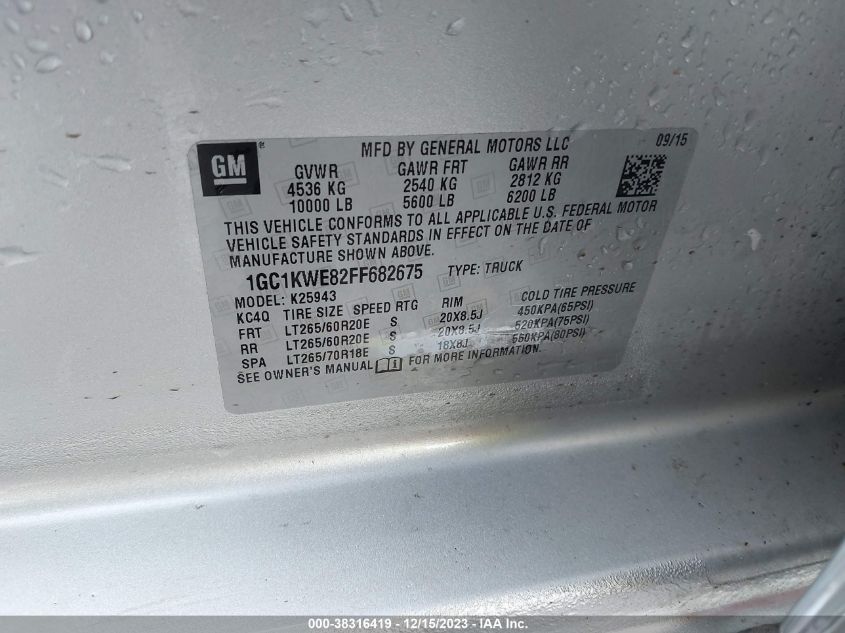 GM ® MFD BY GENERAL MOTORS LLC 09/15
GVWR GAWR FRT GAWR RR
4536 KG 2540 KG 2812 KG
10000 LB 5600 LB 6200 LB
THIS VEHICLE CONFORMS TO ALL APPLICABLE U.S. FEDERAL MOTOR
VEHICLE SAFETY STANDARDS IN EFFECT ON THE DATE OF
MANUFACTURE SHOWN ABOVE.
1GC1KWE82FF682675 TYPE: TRUCK
MODEL: K25943
KC4Q TIRE SIZE SPEED RTG RIM COLD TIRE PRESSURE
FRT LT265/60R20E S 20X8.5J 450KPA(65PSI)
RR LT265/60R20E S 20X8.5J 520KPA(75PSI)
SPA LT265/70R18E S 18X8J 550KPA(80PSI)
SEE OWNER'S MANUAL FOR MORE INFORMATION.
000-38316419 - 12/15/2023 - IAA Inc.